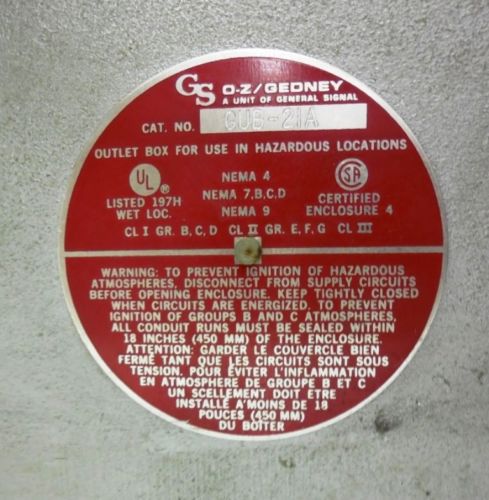 GS O-Z/GEDNEY
A UNIT OF GENERAL SIGNAL
CAT. NO. GUB-21A
OUTLET BOX FOR USE IN HAZARDOUS LOCATIONS
UL ®
LISTED 197H
WET LOC.
NEMA 4
NEMA 7,B,C,D
NEMA 9
SA
CERTIFIED
ENCLOSURE 4
CL I GR. B, C, D CL II GR. E, F, G CL III
WARNING: TO PREVENT IGNITION OF HAZARDOUS
ATMOSPHERES, DISCONNECT FROM SUPPLY CIRCUITS
BEFORE OPENING ENCLOSURE. KEEP TIGHTLY CLOSED
WHEN CIRCUITS ARE ENERGIZED. TO PREVENT
IGNITION OF GROUPS B AND C ATMOSPHERES,
ALL CONDUIT RUNS MUST BE SEALED WITHIN
18 INCHES (450 MM) OF THE ENCLOSURE.
ATTENTION: GARDER LE COUVERCLE BIEN
FERMÉ TANT QUE LES CIRCUITS SONT SOUS
TENSION. POUR ÉVITER L'INFLAMMATION
EN ATMOSPHERE DE GROUPE B ET C
UN SCELLEMENT DOIT ETRE
INSTALLÉ A'MOINS DE 18
POUCES (450 MM)
DU BOÎTER